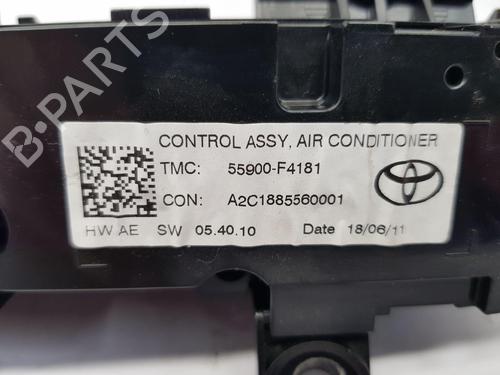 B-PARTS
CONTROL ASSY, AIR CONDITIONER
TMC: 55900-F4181
CON: A2C1885560001
HW AE SW 05.40.10 Date 18/06/11